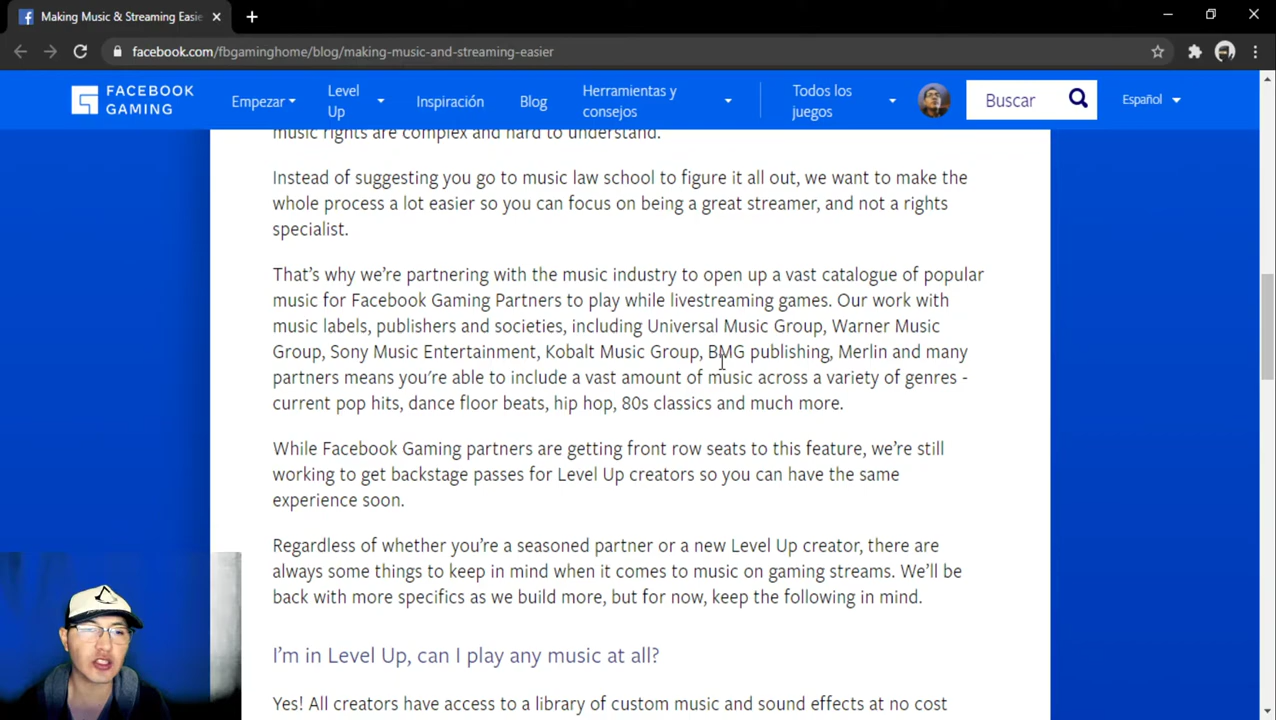 Making Music & Streaming Easie
facebook.com/fbgaminghome/blog/making-music-and-streaming-easier
FACEBOOK
GAMING
Empezar
Level
Up
Inspiración
Blog
Herramientas y
consejos
Todos los
juegos
Buscar
Español
music rights are complex and hard to understand.
Instead of suggesting you go to music law school to figure it all out, we want to make the
whole process a lot easier so you can focus on being a great streamer, and not a rights
specialist.
That’s why we’re partnering with the music industry to open up a vast catalogue of popular
music for Facebook Gaming Partners to play while livestreaming games. Our work with
music labels, publishers and societies, including Universal Music Group, Warner Music
Group, Sony Music Entertainment, Kobalt Music Group, BMG publishing, Merlin and many
partners means you’re able to include a vast amount of music across a variety of genres -
current pop hits, dance floor beats, hip hop, 80s classics and much more.
While Facebook Gaming partners are getting front row seats to this feature, we’re still
working to get backstage passes for Level Up creators so you can have the same
experience soon.
Regardless of whether you’re a seasoned partner or a new Level Up creator, there are
always some things to keep in mind when it comes to music on gaming streams. We’ll be
back with more specifics as we build more, but for now, keep the following in mind.
I’m in Level Up, can I play any music at all?
Yes! All creators have access to a library of custom music and sound effects at no cost